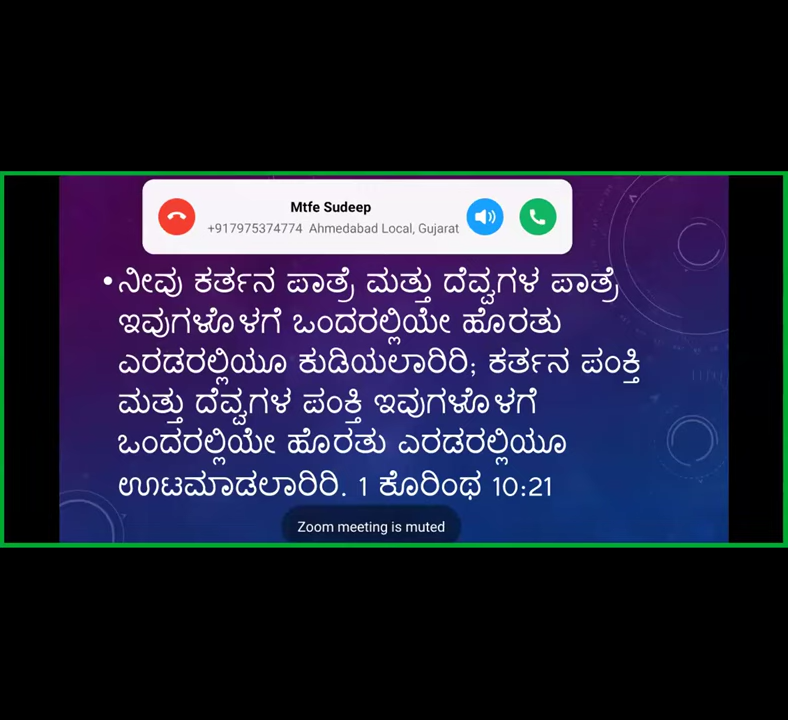 Mtfe Sudeep
+917975374774 Ahmedabad Local, Gujarat
•ನೀವು ಕರ್ತನ ಪಾತ್ರೆ ಮತ್ತು ದೆವ್ವಗಳ ಪಾತ್ರೆ
ಇವುಗಳೊಳಗೆ ಒಂದರಲ್ಲಿಯೇ ಹೊರತು
ಎರಡರಲ್ಲಿಯೂ ಕುಡಿಯಲಾರಿರಿ; ಕರ್ತನ ಪಂಕ್ತಿ
ಮತ್ತು ದೆವ್ವಗಳ ಪಂಕ್ತಿ ಇವುಗಳೊಳಗೆ
ಒಂದರಲ್ಲಿಯೇ ಹೊರತು ಎರಡರಲ್ಲಿಯೂ
ಊಟಮಾಡಲಾರಿರಿ. 1 ಕೊರಿಂಥ 10:21
Zoom meeting is muted